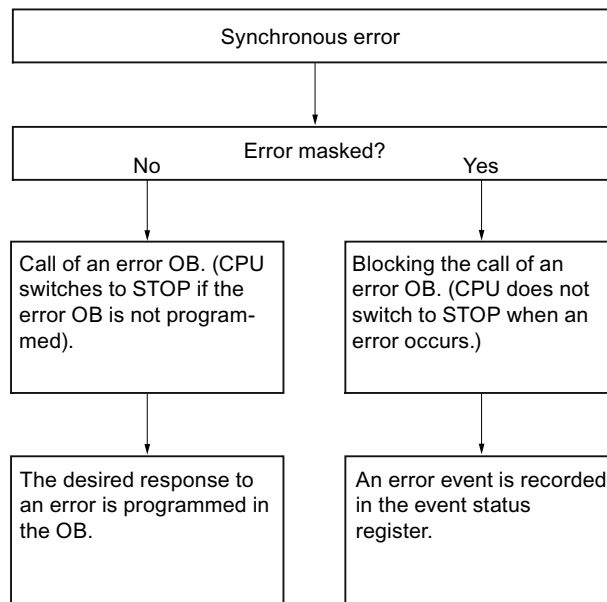 Synchronous error
Error masked?
No
Yes
Call of an error OB. (CPU
switches to STOP if the
error OB is not program-
med).
Blocking the call of an
error OB. (CPU does not
switch to STOP when an
error occurs.)
The desired response to
an error is programmed in
the OB.
An error event is recorded
in the event status
register.